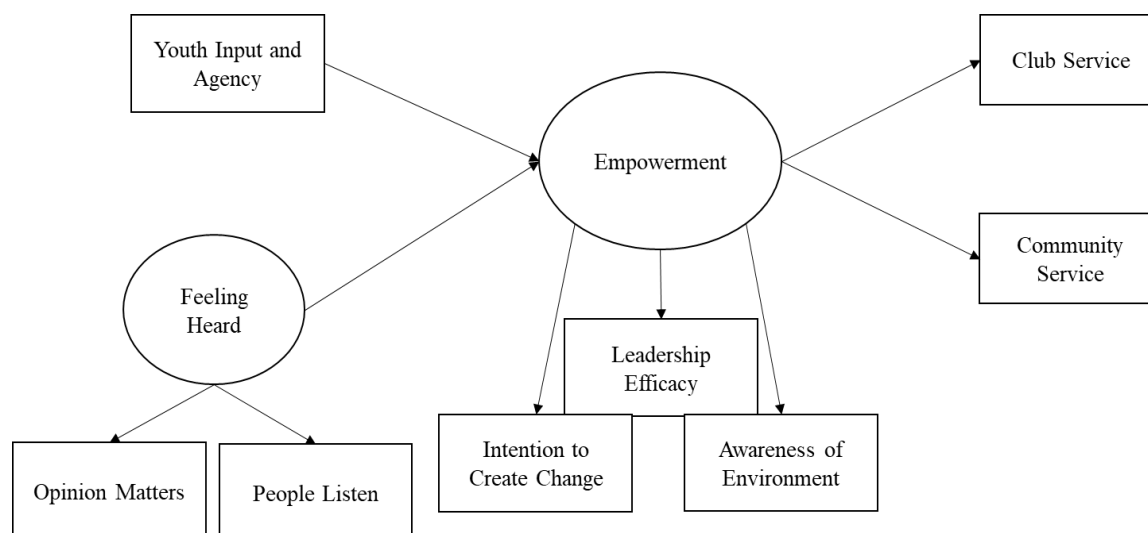 Youth Input and
Agency
Club Service
Empowerment
Community
Service
Feeling
Heard
Leadership
Efficacy
Opinion Matters
People Listen
Intention to
Create Change
Awareness of
Environment